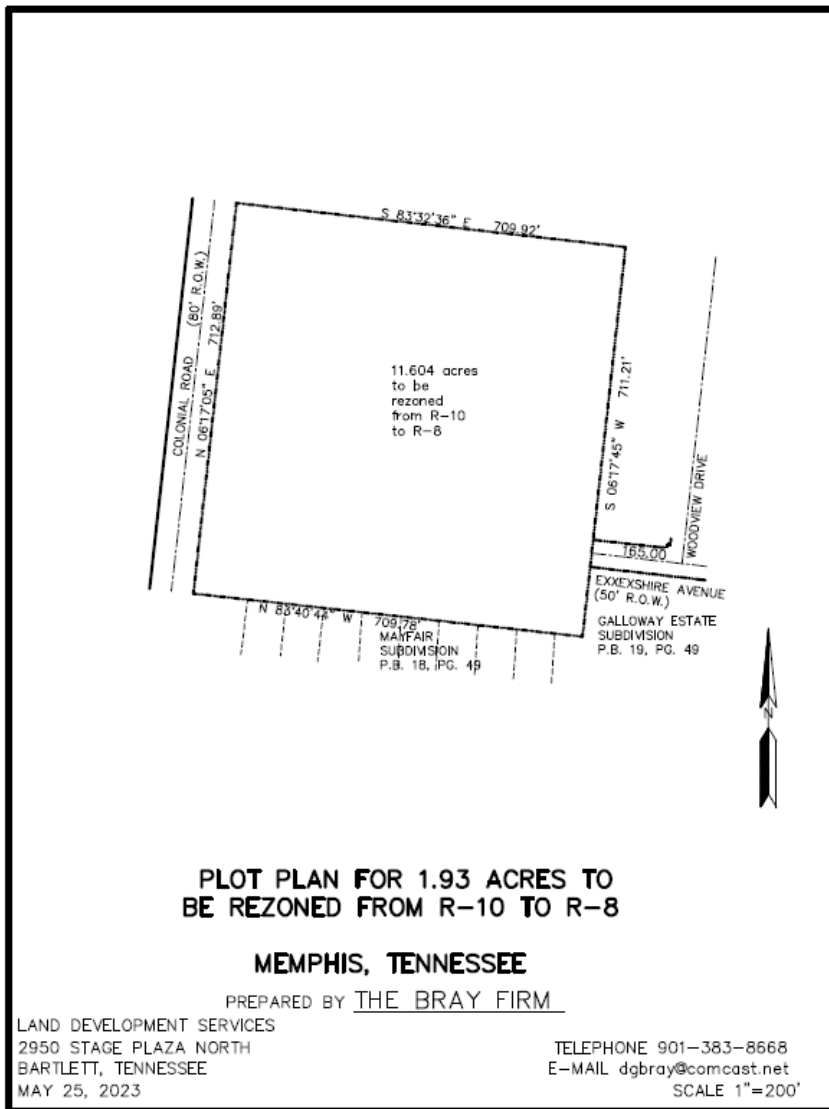 S 83°32'36" E 709.92'
COLONIAL ROAD (80' R.O.W.)
N 06°17'05" E 712.89'
11.604 acres
to be
rezoned
from R-10
to R-8
S 06°17'45" W 711.21'
WOODVIEW DRIVE
165.00
EXXEXSHIRE AVENUE
(50' R.O.W.)
GALLOWAY ESTATE
SUBDIVISION
P.B. 19, PG. 49
N 83°40'44" W 709.78'
MAYFAIR
SUBDIVISIOIN
P.B. 18, PG. 49
N
PLOT PLAN FOR 1.93 ACRES TO
BE REZONED FROM R-10 TO R-8
MEMPHIS, TENNESSEE
PREPARED BY THE BRAY FIRM
LAND DEVELOPMENT SERVICES
2950 STAGE PLAZA NORTH
BARTLETT, TENNESSEE
MAY 25, 2023
TELEPHONE 901-383-8668
E-MAIL dgbray@comcast.net
SCALE 1"=200'